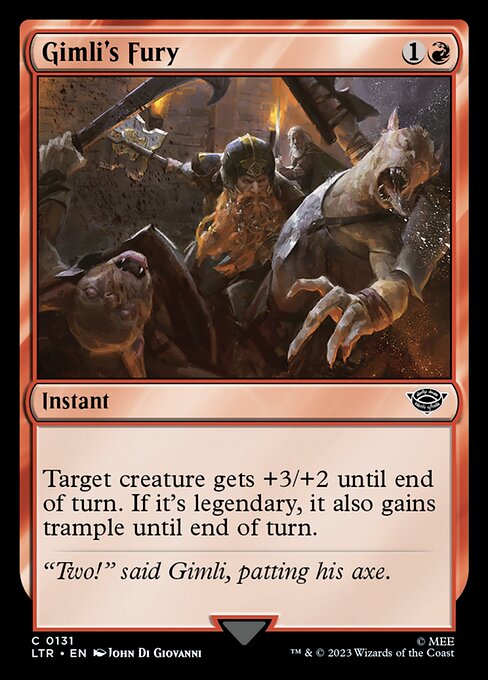 Gimli's Fury 1
Instant
Target creature gets +3/+2 until end
of turn. If it's legendary, it also gains
trample until end of turn.
“Two!” said Gimli, patting his axe.
C 0131
LTR • EN John Di Giovanni
© MEE
™ & © 2023 Wizards of the Coast